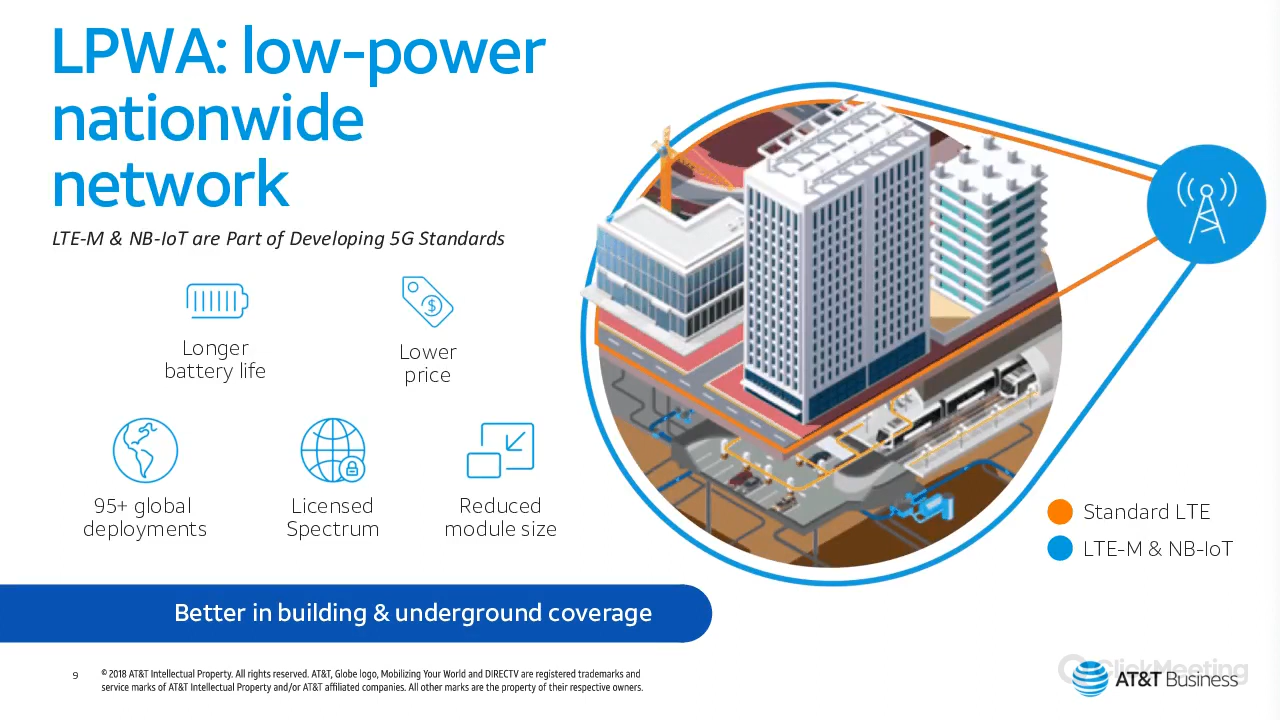 LPWA: low-power
nationwide
network
LTE-M & NB-IoT are Part of Developing 5G Standards
Longer
battery life
Lower
price
95+ global
deployments
Licensed
Spectrum
Reduced
module size
Standard LTE
LTE-M & NB-IoT
Better in building & underground coverage
9
© 2018 AT&T Intellectual Property. All rights reserved. AT&T, Globe logo, Mobilizing Your World and DIRECTV are registered trademarks and
service marks of AT&T Intellectual Property and/or AT&T affiliated companies. All other marks are the property of their respective owners.
ClickMeeting
AT&T Business